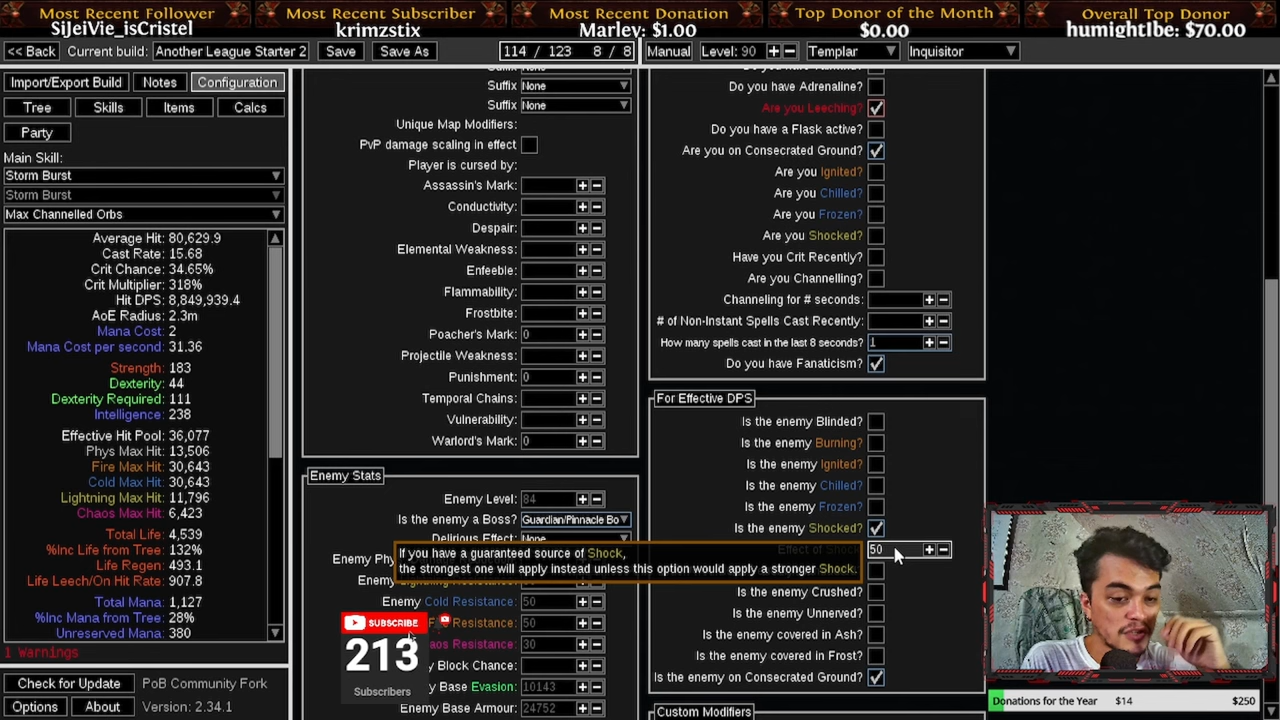 Most Recent Follower
SiJeiVie_isCristel
Most Recent Subscriber
krimzstix
Most Recent Donation
Marley: $1.00
Top Donor of the Month
$0.00
Overall Top Donor
humightlbe: $70.00
<< Back
Current build:
Another League Starter 2
Save
Save As
114 / 123 8 / 8
Manual
Level: 90
Templar
Inquisitor
Import/Export Build
Notes
Configuration
Tree
Skills
Items
Calcs
Party
Main Skill:
Storm Burst
Storm Burst
Max Channelled Orbs
Average Hit: 80,629.9
Cast Rate: 15.68
Crit Chance: 34.65%
Crit Multiplier: 318%
Hit DPS: 8,849,939.4
AoE Radius: 2.3m
Mana Cost: 2
Mana Cost per second: 31.36
Strength: 183
Dexterity: 44
Dexterity Required: 111
Intelligence: 238
Effective Hit Pool: 36,077
Phys Max Hit: 13,506
Fire Max Hit: 30,643
Cold Max Hit: 30,643
Lightning Max Hit: 11,796
Chaos Max Hit: 6,423
Total Life: 4,539
%Inc Life from Tree: 132%
Life Regen: 493.1
Life Leech/On Hit Rate: 907.8
Total Mana: 1,127
%Inc Mana from Tree: 28%
Unreserved Mana: 380
1 Warnings
Check for Update
PoB Community Fork
Options
About
Version: 2.34.1
Suffix None
Suffix None
Unique Map Modifiers:
PvP damage scaling in effect
Player is cursed by:
Assassin's Mark:
Conductivity:
Despair:
Elemental Weakness:
Enfeeble:
Flammability:
Frostbite:
Poacher's Mark: 0
Projectile Weakness:
Punishment: 0
Temporal Chains:
Vulnerability:
Warlord's Mark: 0
Enemy Stats
Enemy Level: 84
Is the enemy a Boss? Guardian/Pinnacle Bo
Delirious Effect: None
Enemy Phy
Enemy
Enemy Cold Resistance: 50
Resistance: 50
Resistance: 30
Block Chance:
Base Evasion: 10143
Enemy Base Armour: 24752
SUBSCRIBE
213
Subscribers
Do you have Adrenaline?
Are you Leeching?
Do you have a Flask active?
Are you on Consecrated Ground?
Are you Ignited?
Are you Chilled?
Are you Frozen?
Are you Shocked?
Have you Crit Recently?
Are you Channelling?
Channeling for # seconds:
# of Non-Instant Spells Cast Recently:
How many spells cast in the last 8 seconds? 1
Do you have Fanaticism?
For Effective DPS
Is the enemy Blinded?
Is the enemy Burning?
Is the enemy Ignited?
Is the enemy Chilled?
Is the enemy Frozen?
Is the enemy Shocked?
Effect of Shock: 50
If you have a guaranteed source of Shock,
the strongest one will apply instead unless this option would apply a stronger Shock.
Is the enemy Crushed?
Is the enemy Unnerved?
Is the enemy covered in Ash?
Is the enemy covered in Frost?
Is the enemy on Consecrated Ground?
Custom Modifiers
Donations for the Year $14 $250